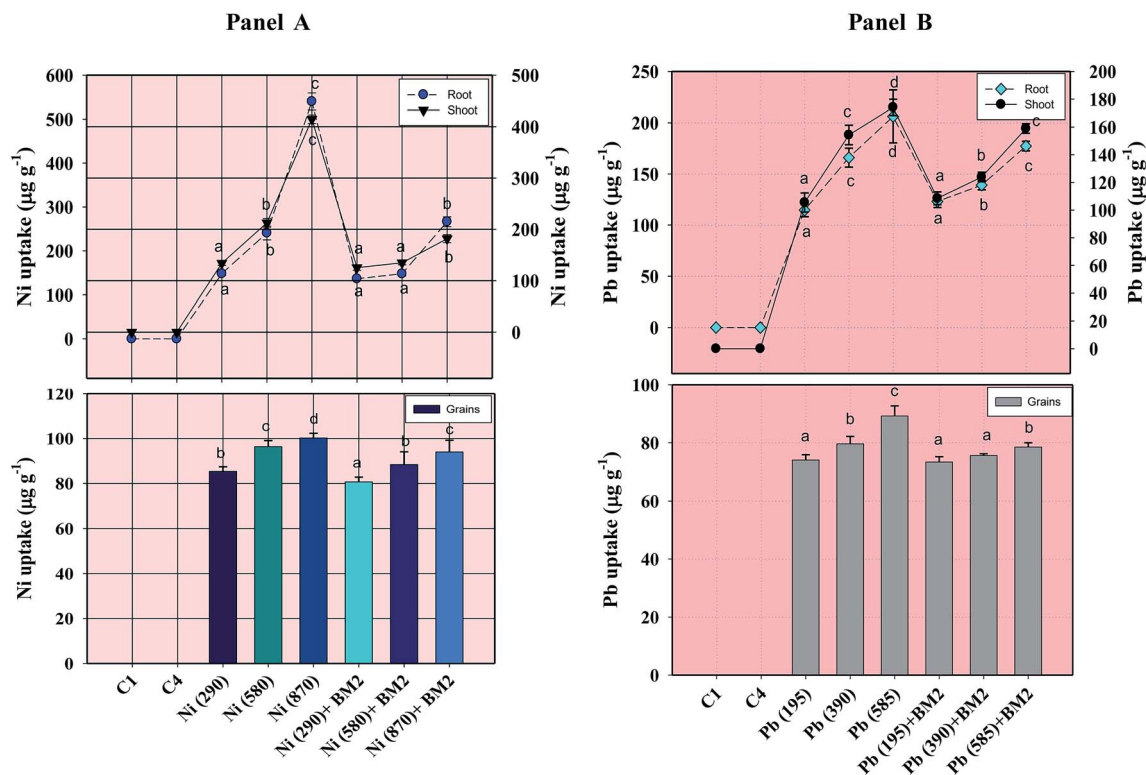 Panel A
Ni uptake (µg g⁻¹)
600
500
400
300
200
100
0
Root
Shoot
a
a
b
b
c
c
a
a
a
a
b
b
500
400
300
200
100
0
Ni uptake (µg g⁻¹)
Ni uptake (µg g⁻¹)
120
100
80
60
40
20
0
Grains
b
c
d
a
b
c
C1
C4
Ni (290)
Ni (580)
Ni (870)
Ni (290)+ BM2
Ni (580)+ BM2
Ni (870)+ BM2
Panel B
Pb uptake (µg g⁻¹)
250
200
150
100
50
0
Root
Shoot
a
a
c
c
d
d
a
a
b
b
c
c
200
180
160
140
120
100
80
60
40
20
0
Pb uptake (µg g⁻¹)
Pb uptake (µg g⁻¹)
100
80
60
40
20
0
Grains
a
b
c
a
a
b
C1
C4
Pb (195)
Pb (390)
Pb (585)
Pb (195)+BM2
Pb (390)+BM2
Pb (585)+BM2